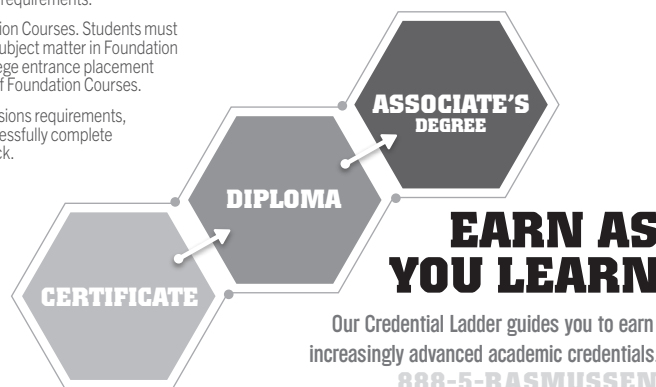 requirements.
ion Courses. Students must
ubject matter in Foundation
ege entrance placement
f Foundation Courses.
sions requirements,
essfully complete
ck.
ASSOCIATE'S
DEGREE
DIPLOMA
CERTIFICATE
EARN AS
YOU LEARN
Our Credential Ladder guides you to earn
increasingly advanced academic credentials.
888-5-RASMUSSEN